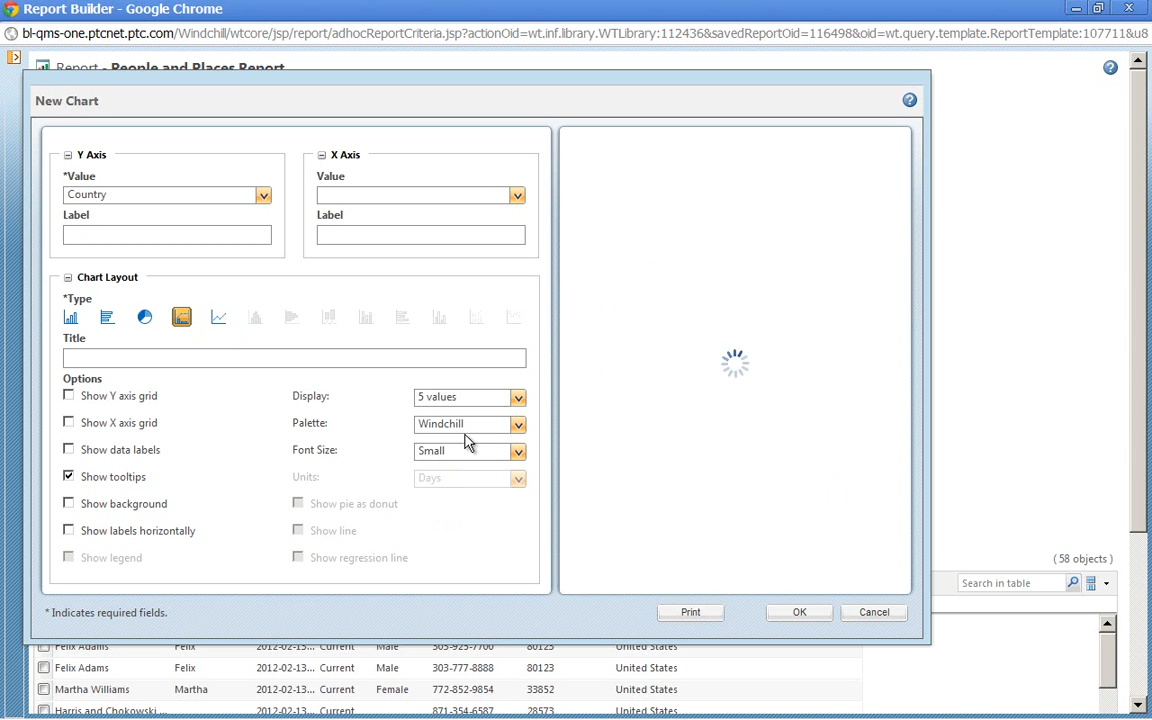 Report Builder - Google Chrome
bl-qms-one.ptcnet.ptc.com/Windchill/wtcore/jsp/report/adhocReportCriteria.jsp?actionOid=wt.inf.library.WTLibrary:112436&savedReportOid=116498&oid=wt.query.template.ReportTemplate:107711&u8
Report - People and Places Report
New Chart
Y Axis
X Axis
*Value
Value
Country
Label
Label
Chart Layout
*Type
Title
Options
Show Y axis grid
Display:
5 values
Show X axis grid
Palette:
Windchill
Show data labels
Font Size:
Small
Show tooltips
Units:
Days
Show background
Show pie as donut
Show labels horizontally
Show line
Show legend
Show regression line
(58 objects)
Search in table
* Indicates required fields.
Print
OK
Cancel
Felix Adams Felix 2012-02-13... Current Male 303-925-7700 80123 United States
Felix Adams Felix 2012-02-13... Current Male 303-777-8888 80123 United States
Martha Williams Martha 2012-02-13... Current Female 772-852-9854 33852 United States
Harris and Chokowski ... 2012-02-13... Current 871-354-6587 28573 United States